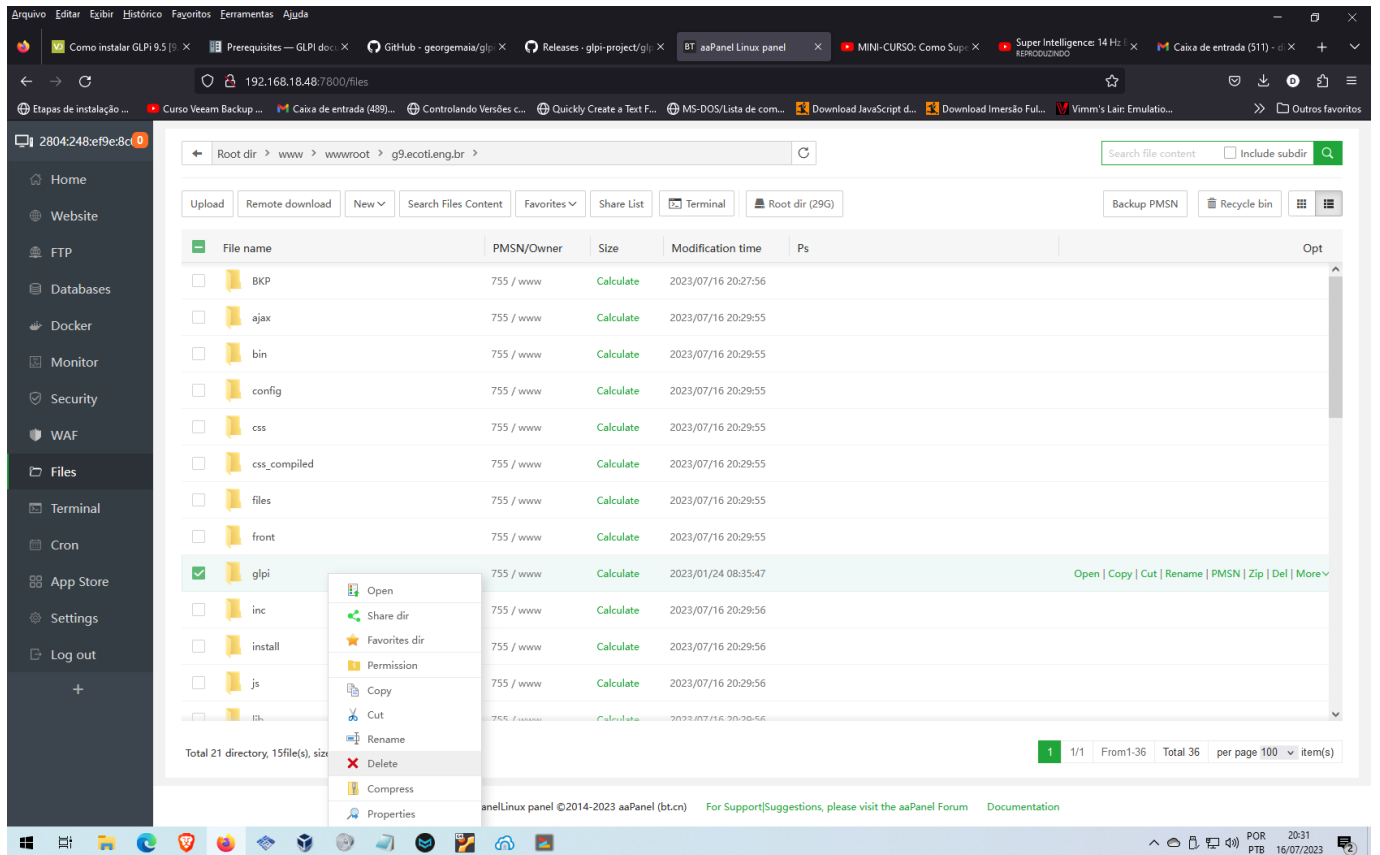 Arquivo Editar Exibir Histórico Favoritos Ferramentas Ajuda
Como instalar GLPi 9.5 [9. Prerequisites — GLPI docu GitHub - georgemaia/glpi Releases · glpi-project/glp aaPanel Linux panel MINI-CURSO: Como Supe Super Intelligence: 14 Hz B Caixa de entrada (511) - di
REPRODUZINDO
192.168.18.48:7800/files
Etapas de instalação ... Curso Veeam Backup ... Caixa de entrada (489)... Controlando Versões c... Quickly Create a Text F... MS-DOS/Lista de com... Download JavaScript d... Download Imersão Ful... Vimm's Lair: Emulatio... Outros favoritos
2804:248:ef9e:8c 0
Root dir > www > wwwroot > g9.ecoti.eng.br > Search file content Include subdir
Home
Website
FTP
Databases
Docker
Monitor
Security
WAF
Files
Terminal
Cron
App Store
Settings
Log out
Upload Remote download New Search Files Content Favorites Share List Terminal Root dir (29G) Backup PMSN Recycle bin
File name PMSN/Owner Size Modification time Ps Opt
BKP 755 / www Calculate 2023/07/16 20:27:56
ajax 755 / www Calculate 2023/07/16 20:29:55
bin 755 / www Calculate 2023/07/16 20:29:55
config 755 / www Calculate 2023/07/16 20:29:55
css 755 / www Calculate 2023/07/16 20:29:55
css_compiled 755 / www Calculate 2023/07/16 20:29:55
files 755 / www Calculate 2023/07/16 20:29:55
front 755 / www Calculate 2023/07/16 20:29:55
glpi 755 / www Calculate 2023/01/24 08:35:47 Open | Copy | Cut | Rename | PMSN | Zip | Del | More
inc 755 / www Calculate 2023/07/16 20:29:56
install 755 / www Calculate 2023/07/16 20:29:56
js 755 / www Calculate 2023/07/16 20:29:56
lib 755 / www Calculate 2023/07/16 20:29:56
Open
Share dir
Favorites dir
Permission
Copy
Cut
Rename
Delete
Compress
Properties
Total 21 directory, 15file(s), size 1 1/1 From1-36 Total 36 per page 100 item(s)
anelLinux panel ©2014-2023 aaPanel (bt.cn) For Support|Suggestions, please visit the aaPanel Forum Documentation
POR 20:31
PTB 16/07/2023 2